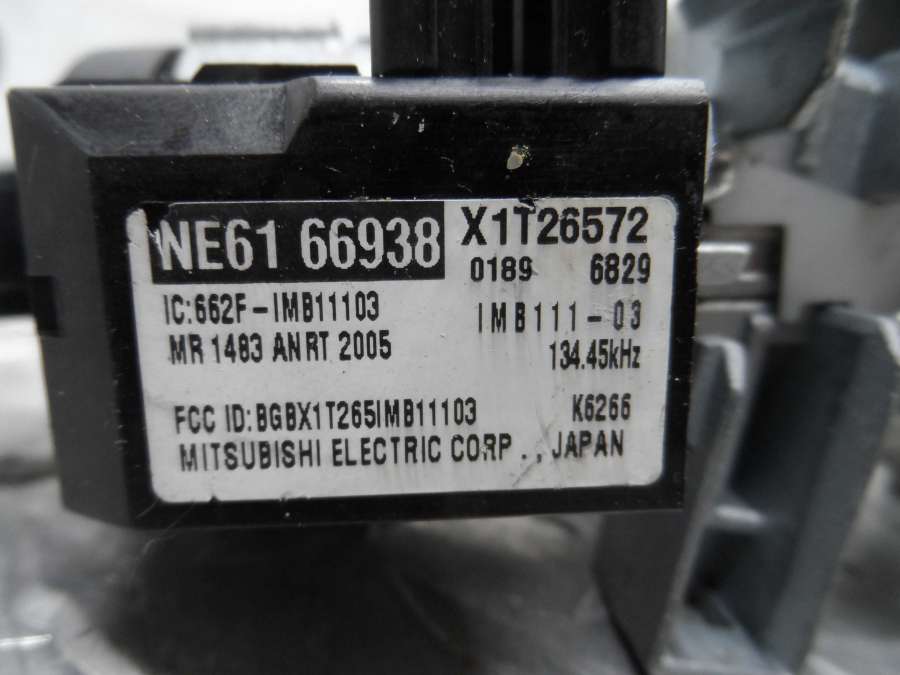 NE61 66938 X1T26572
0189 6829
IC:662F-IMB11103 IMB111-03
MR 1483 ANRT 2005 134.45kHz
FCC ID:BGBX1T265IMB11103 K6266
MITSUBISHI ELECTRIC CORP., JAPAN